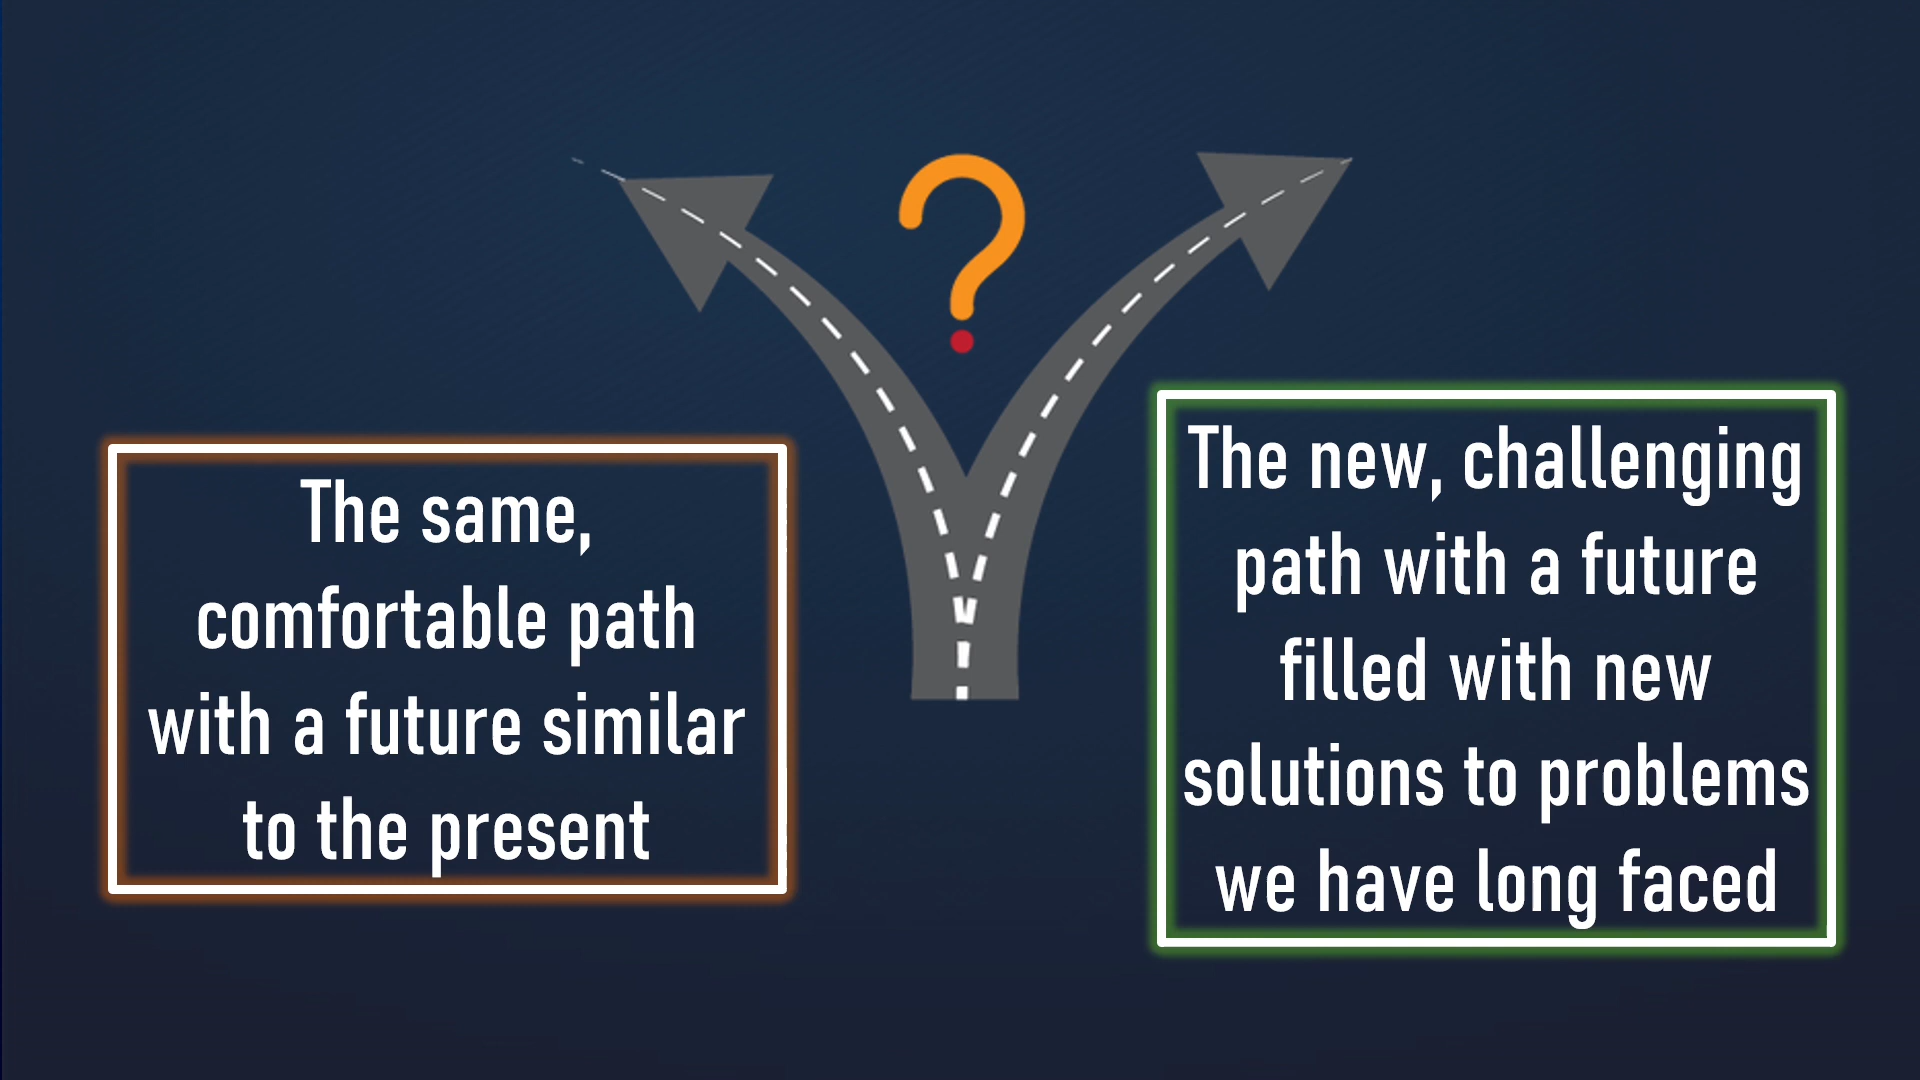 ?
The same,
comfortable path
with a future similar
to the present
The new, challenging
path with a future
filled with new
solutions to problems
we have long faced